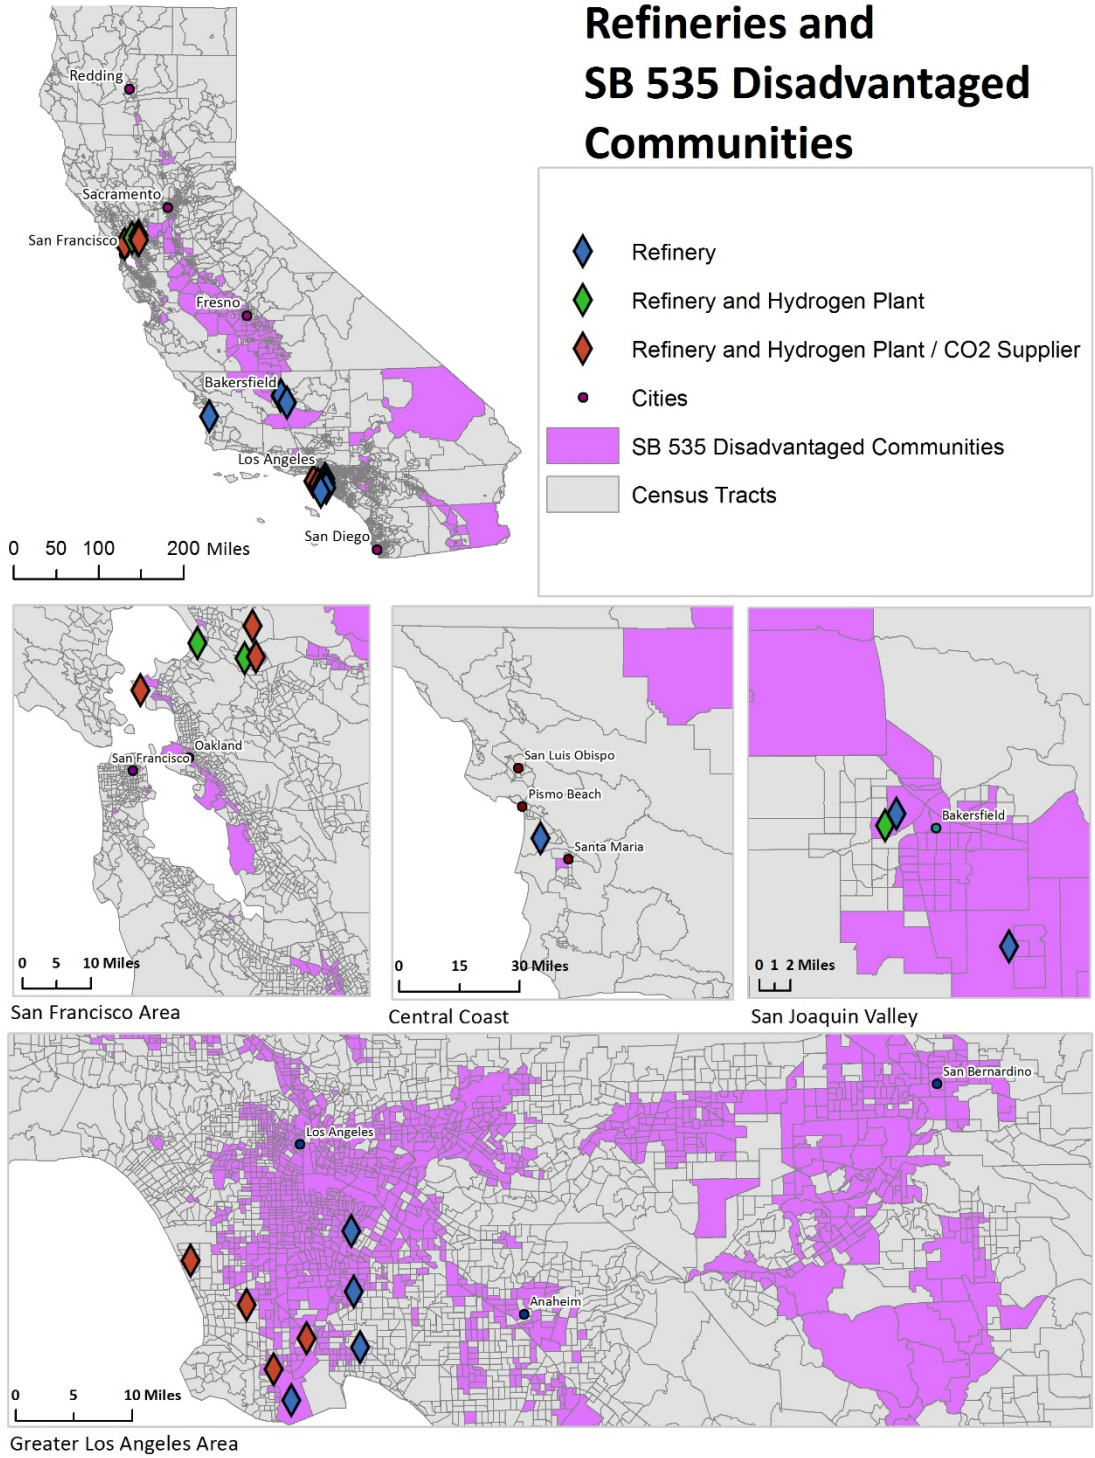 Refineries and
SB 535 Disadvantaged
Communities
Refinery
Refinery and Hydrogen Plant
Refinery and Hydrogen Plant / CO2 Supplier
Cities
SB 535 Disadvantaged Communities
Census Tracts
Redding
Sacramento
San Francisco
Fresno
Bakersfield
Los Angeles
San Diego
0 50 100 200 Miles
Oakland
San Francisco
0 5 10 Miles
San Francisco Area
San Luis Obispo
Pismo Beach
Santa Maria
0 15 30 Miles
Central Coast
Bakersfield
0 1 2 Miles
San Joaquin Valley
San Bernardino
Los Angeles
Anaheim
0 5 10 Miles
Greater Los Angeles Area